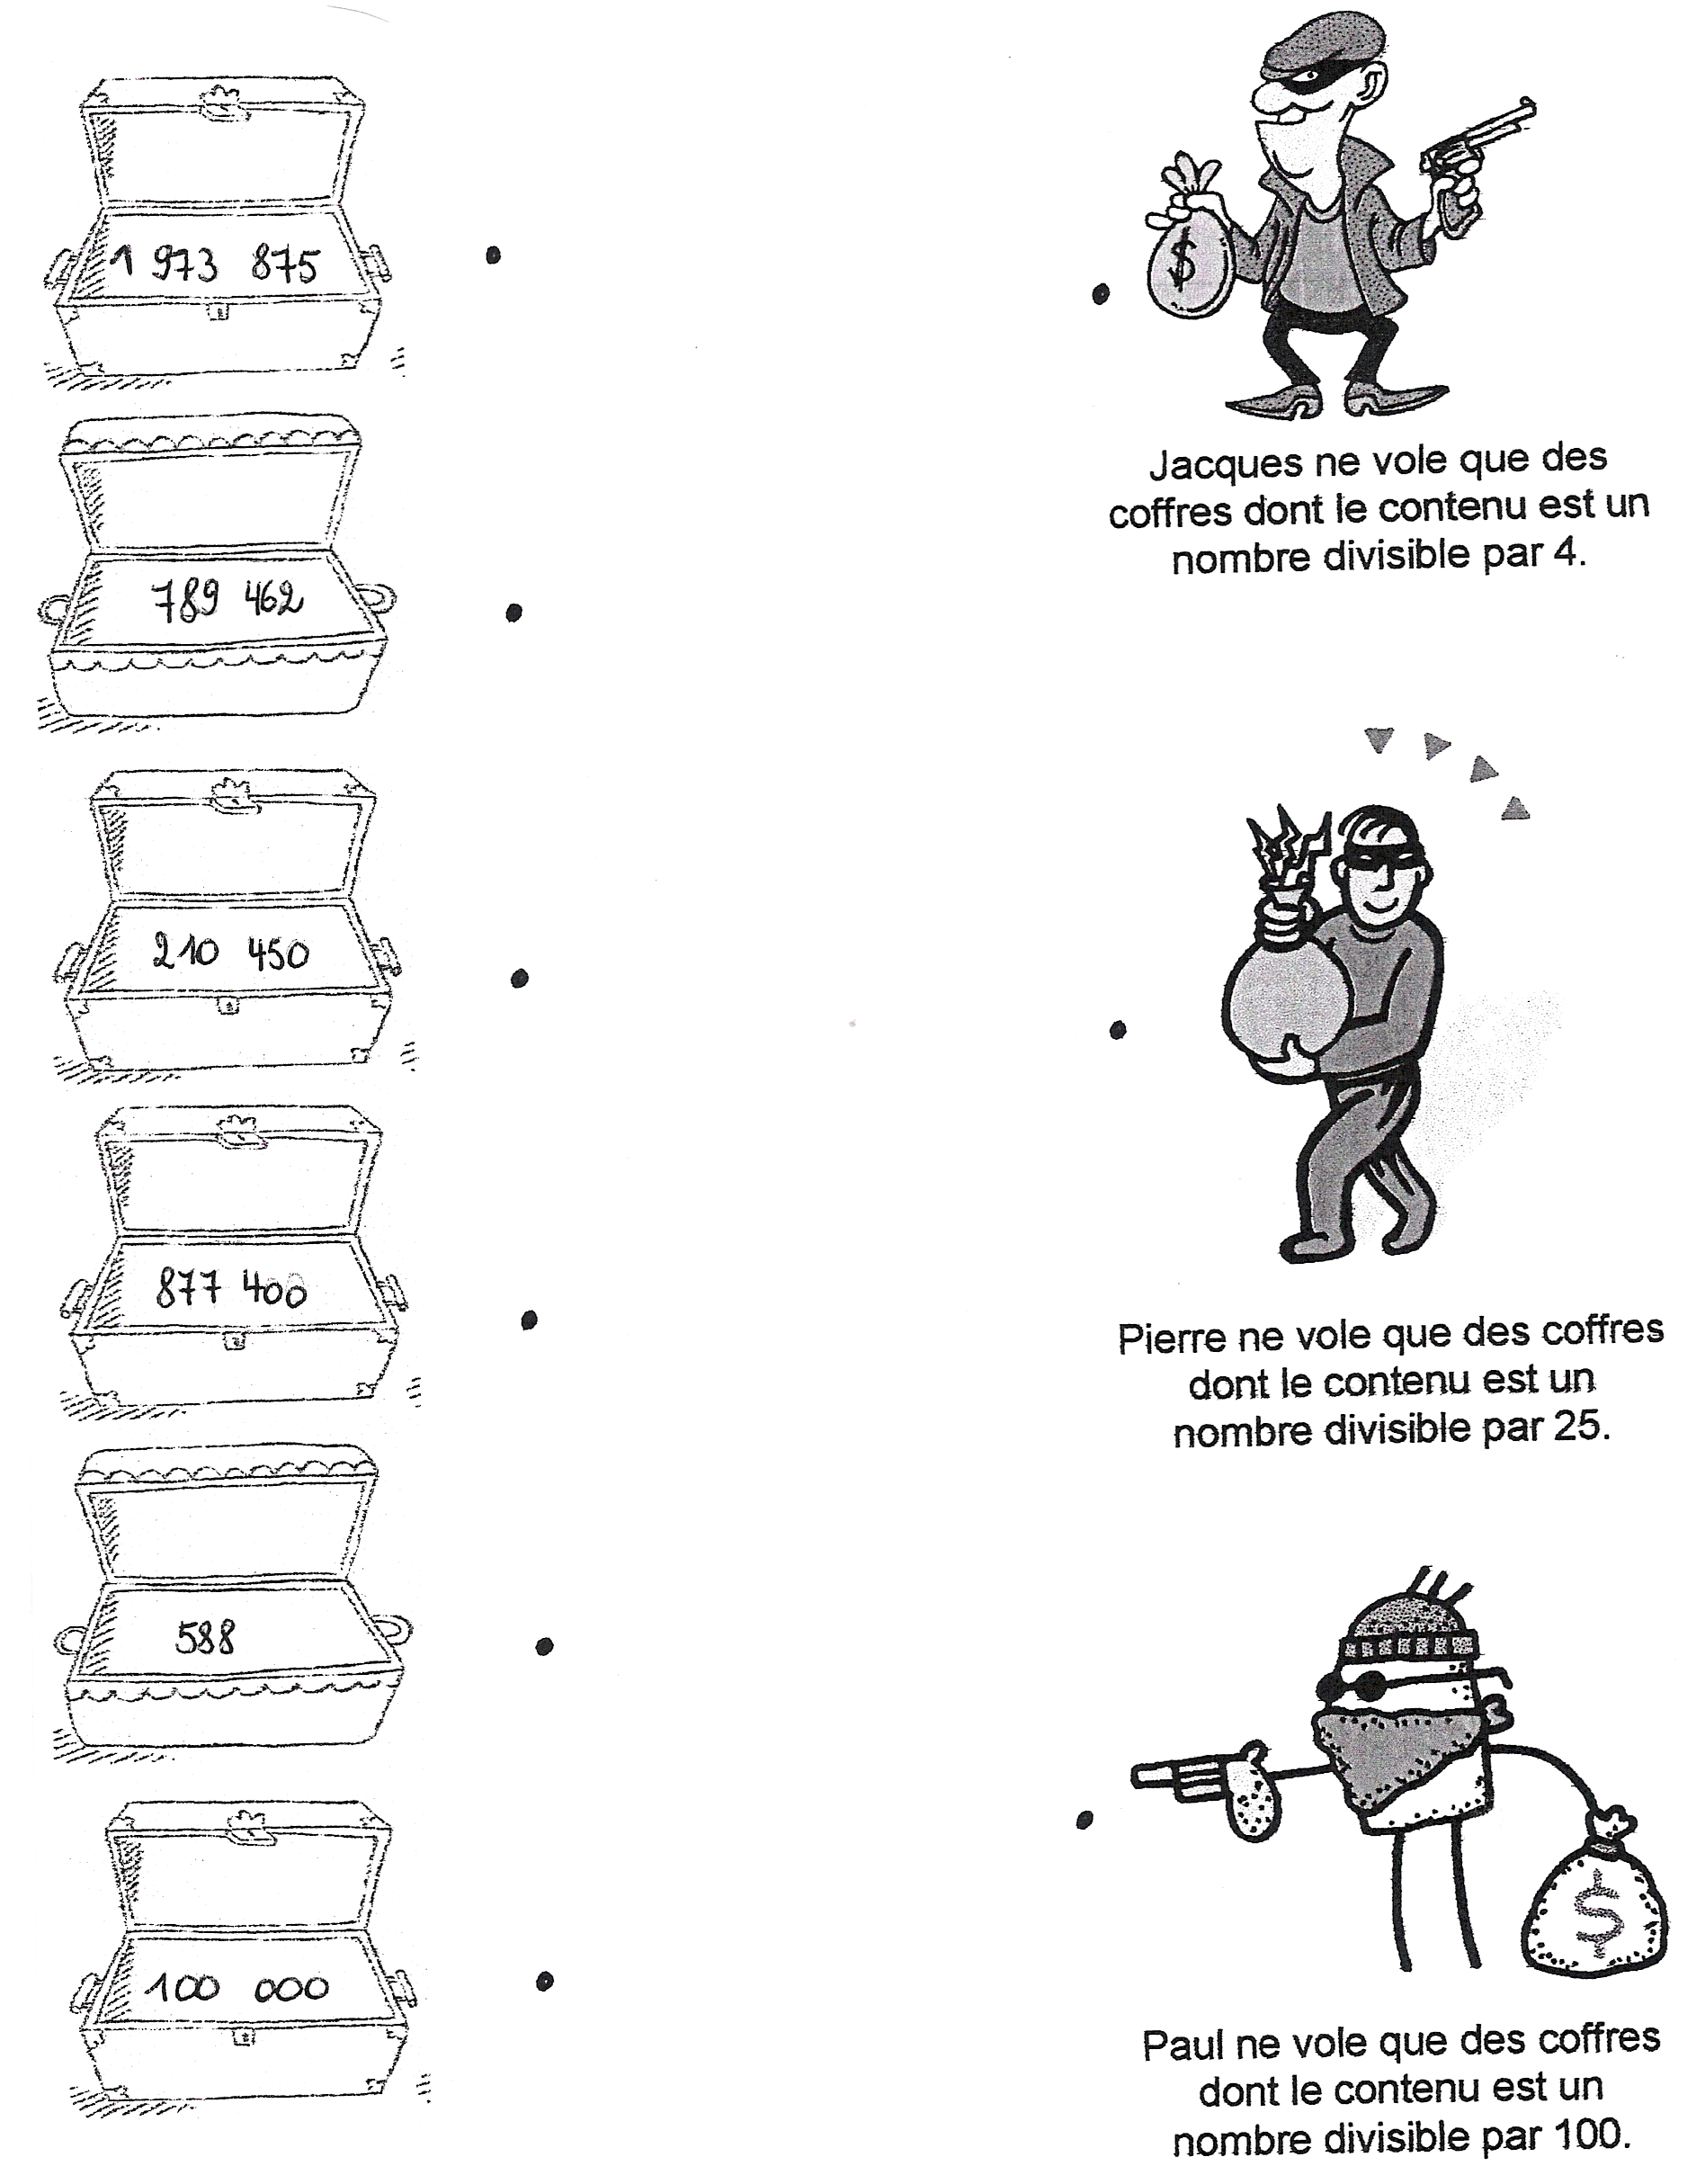 1 973 875
789 462
210 450
877 400
588
100 000
$
Jacques ne vole que des
coffres dont le contenu est un
nombre divisible par 4.
Pierre ne vole que des coffres
dont le contenu est un
nombre divisible par 25.
$
Paul ne vole que des coffres
dont le contenu est un
nombre divisible par 100.